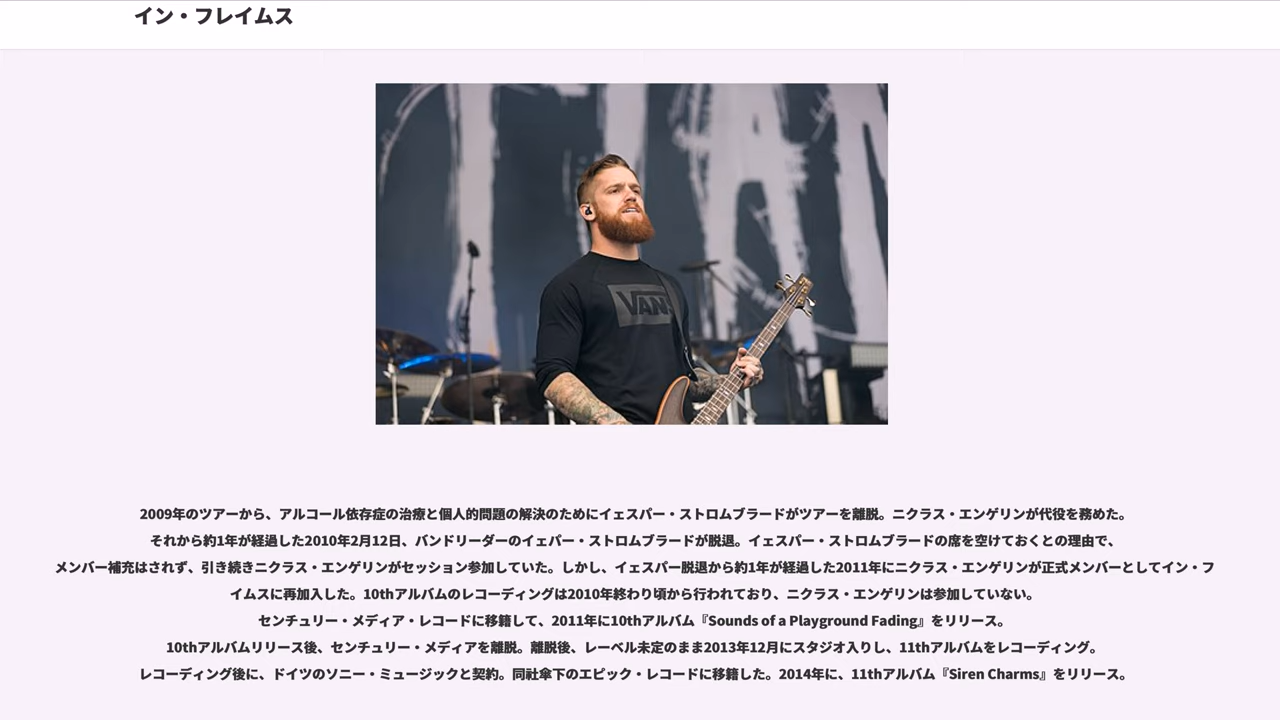 イン・フレイムス
VANS
2009年のツアーから、アルコール依存症の治療と個人的問題の解決のためにイェスパー・ストロムブラードがツアーを離脱。ニクラス・エンゲリンが代役を務めた。
それから約1年が経過した2010年2月12日、バンドリーダーのイェパー・ストロムブラードが脱退。イェスパー・ストロムブラードの席を空けておくとの理由で、
メンバー補充はされず、引き続きニクラス・エンゲリンがセッション参加していた。しかし、イェスパー脱退から約1年が経過した2011年にニクラス・エンゲリンが正式メンバーとしてイン・フ
イムスに再加入した。10thアルバムのレコーディングは2010年終わり頃から行われており、ニクラス・エンゲリンは参加していない。
センチュリー・メディア・レコードに移籍して、2011年に10thアルバム『Sounds of a Playground Fading』をリリース。
10thアルバムリリース後、センチュリー・メディアを離脱。離脱後、レーベル未定のまま2013年12月にスタジオ入りし、11thアルバムをレコーディング。
レコーディング後に、ドイツのソニー・ミュージックと契約。同社傘下のエピック・レコードに移籍した。2014年に、11thアルバム『Siren Charms』をリリース。